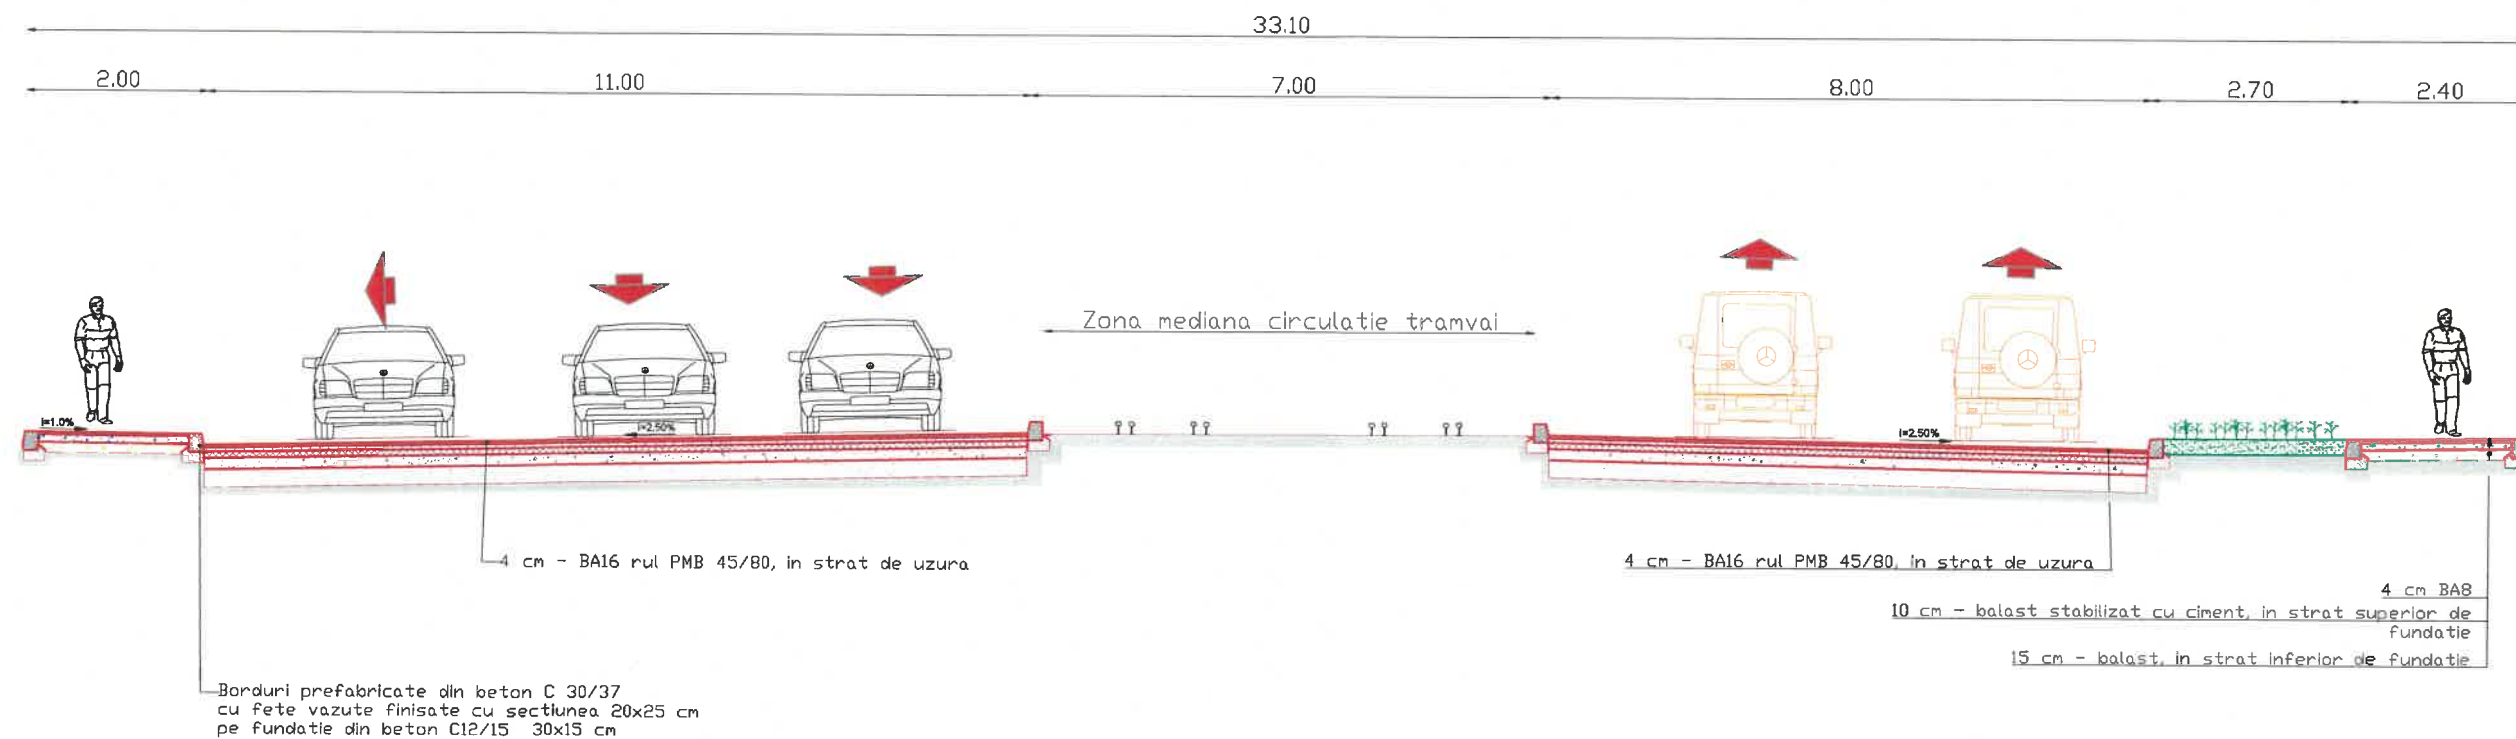 33.10
2.00 11.00 7.00 8.00 2.70 2.40
Zona mediana circulatie tramvai
i=1.0%
i=2.50%
i=2.50%
4 cm - BA16 rul PMB 45/80, in strat de uzura
4 cm - BA16 rul PMB 45/80, in strat de uzura
4 cm BA8
10 cm - balast stabilizat cu ciment, in strat superior de
fundatie
15 cm - balast, in strat inferior de fundatie
Borduri prefabricate din beton C 30/37
cu fete vazute finisate cu sectiunea 20x25 cm
pe fundatie din beton C12/15 30x15 cm